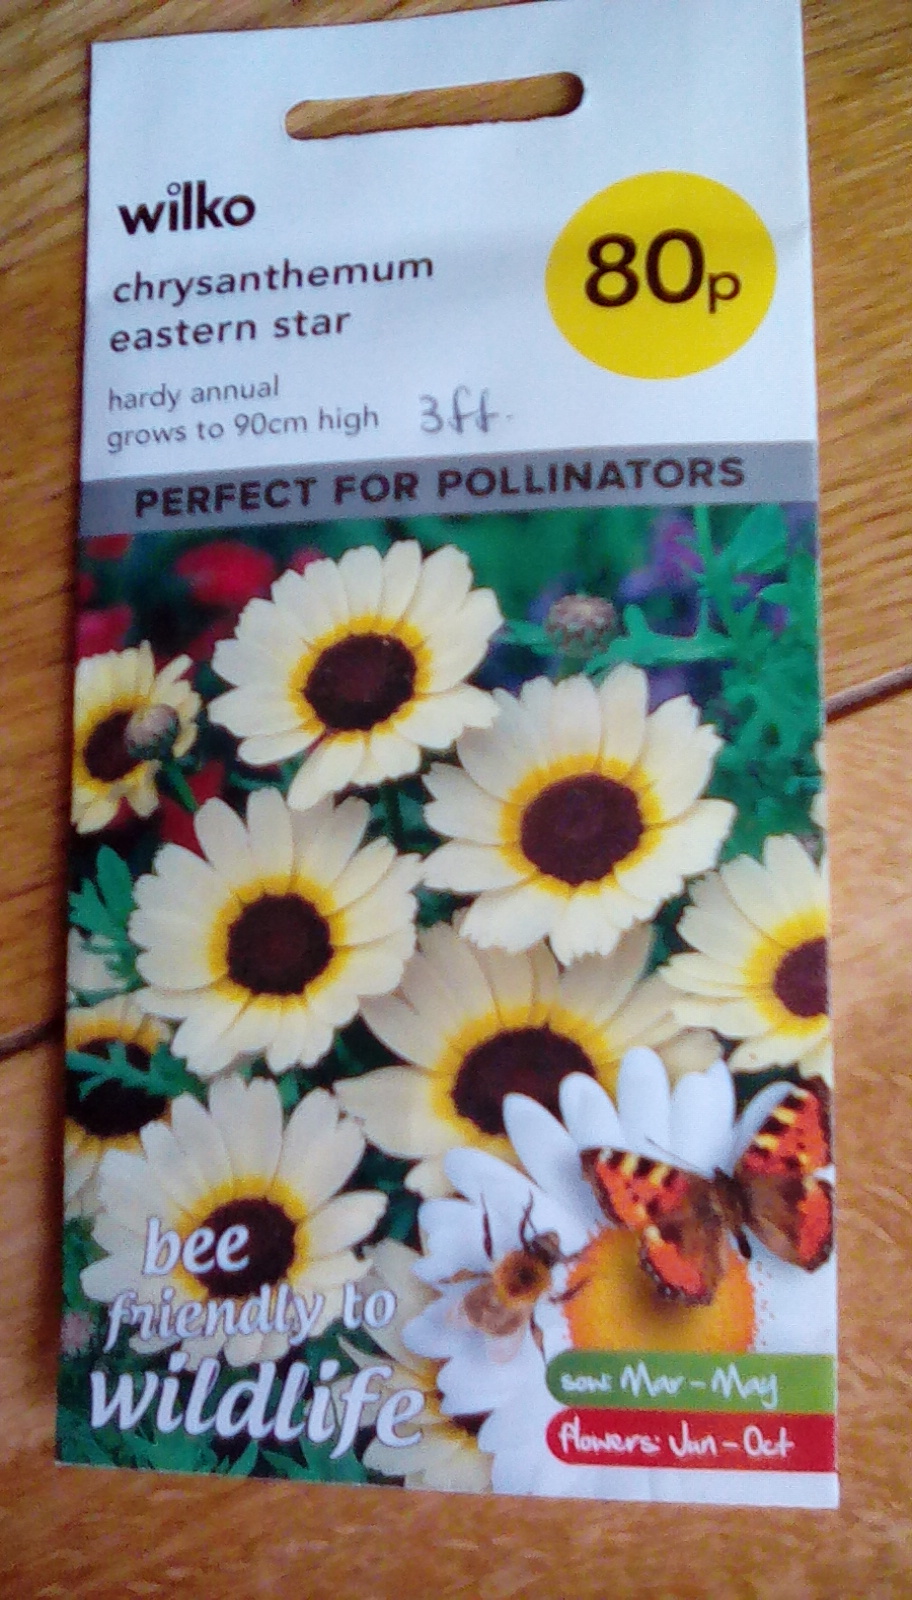 wilko
80p
chrysanthemum
eastern star
hardy annual
grows to 90cm high 3ft.
PERFECT FOR POLLINATORS
bee
friendly to
wildlife
sow: Mar - May
flowers: Jun - Oct